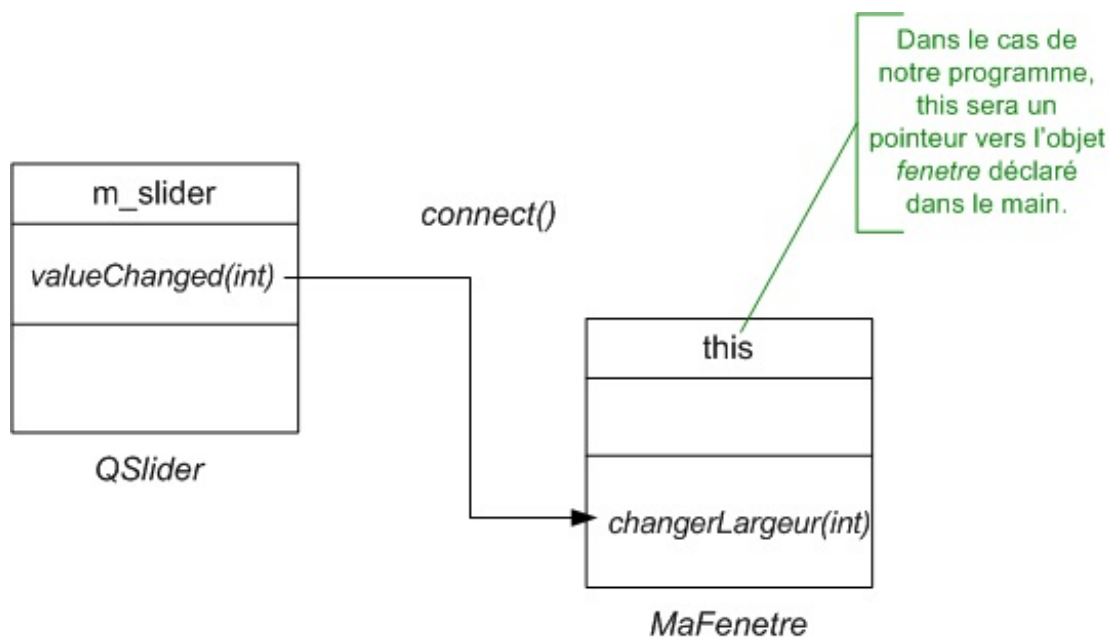 Dans le cas de
notre programme,
this sera un
pointeur vers l'objet
fenetre déclaré
dans le main.
m_slider
connect()
valueChanged(int)
this
QSlider
changerLargeur(int)
MaFenetre